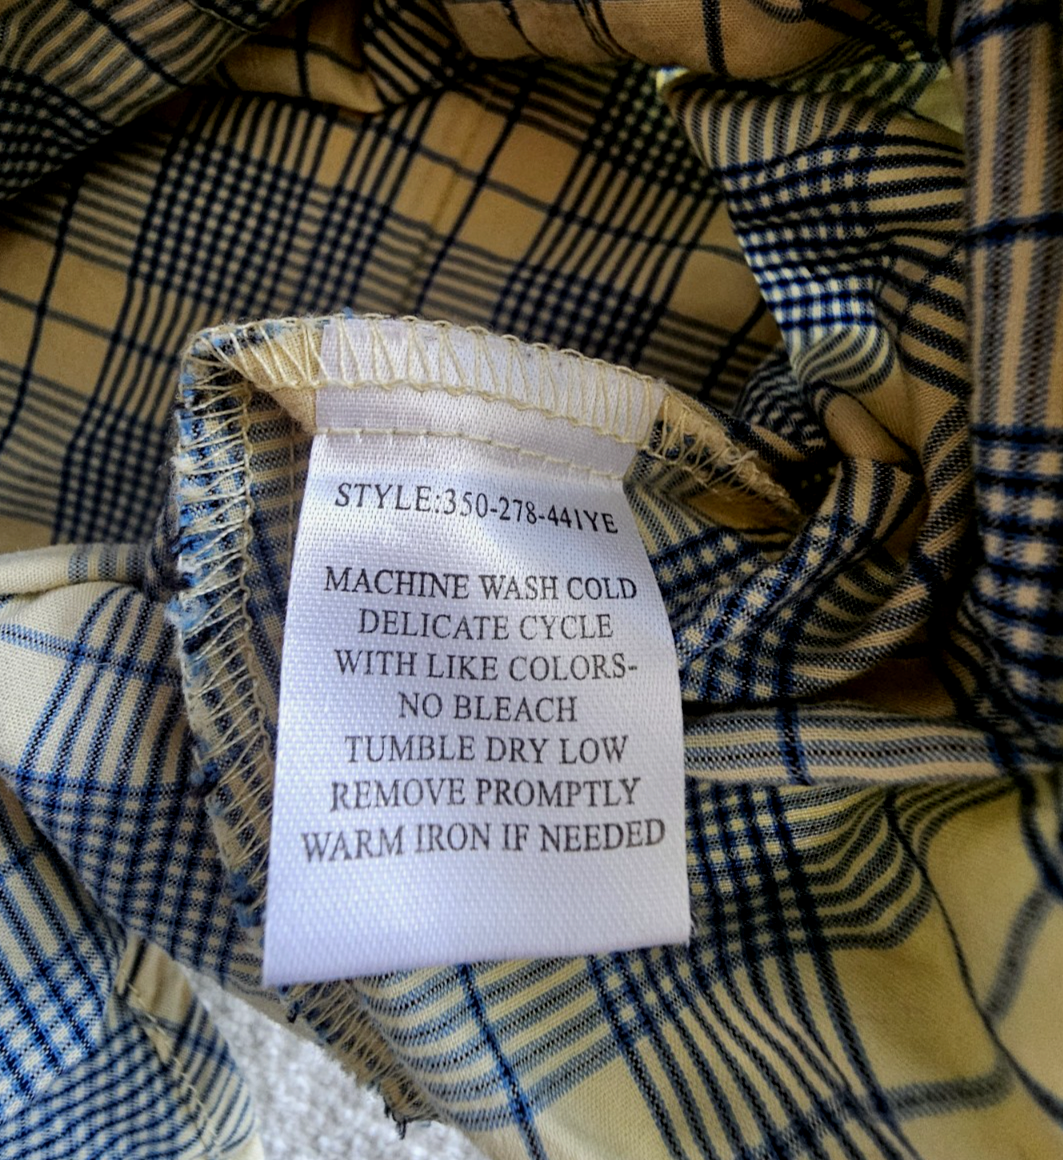 STYLE:350-278-441YE
MACHINE WASH COLD
DELICATE CYCLE
WITH LIKE COLORS-
NO BLEACH
TUMBLE DRY LOW
REMOVE PROMPTLY
WARM IRON IF NEEDED